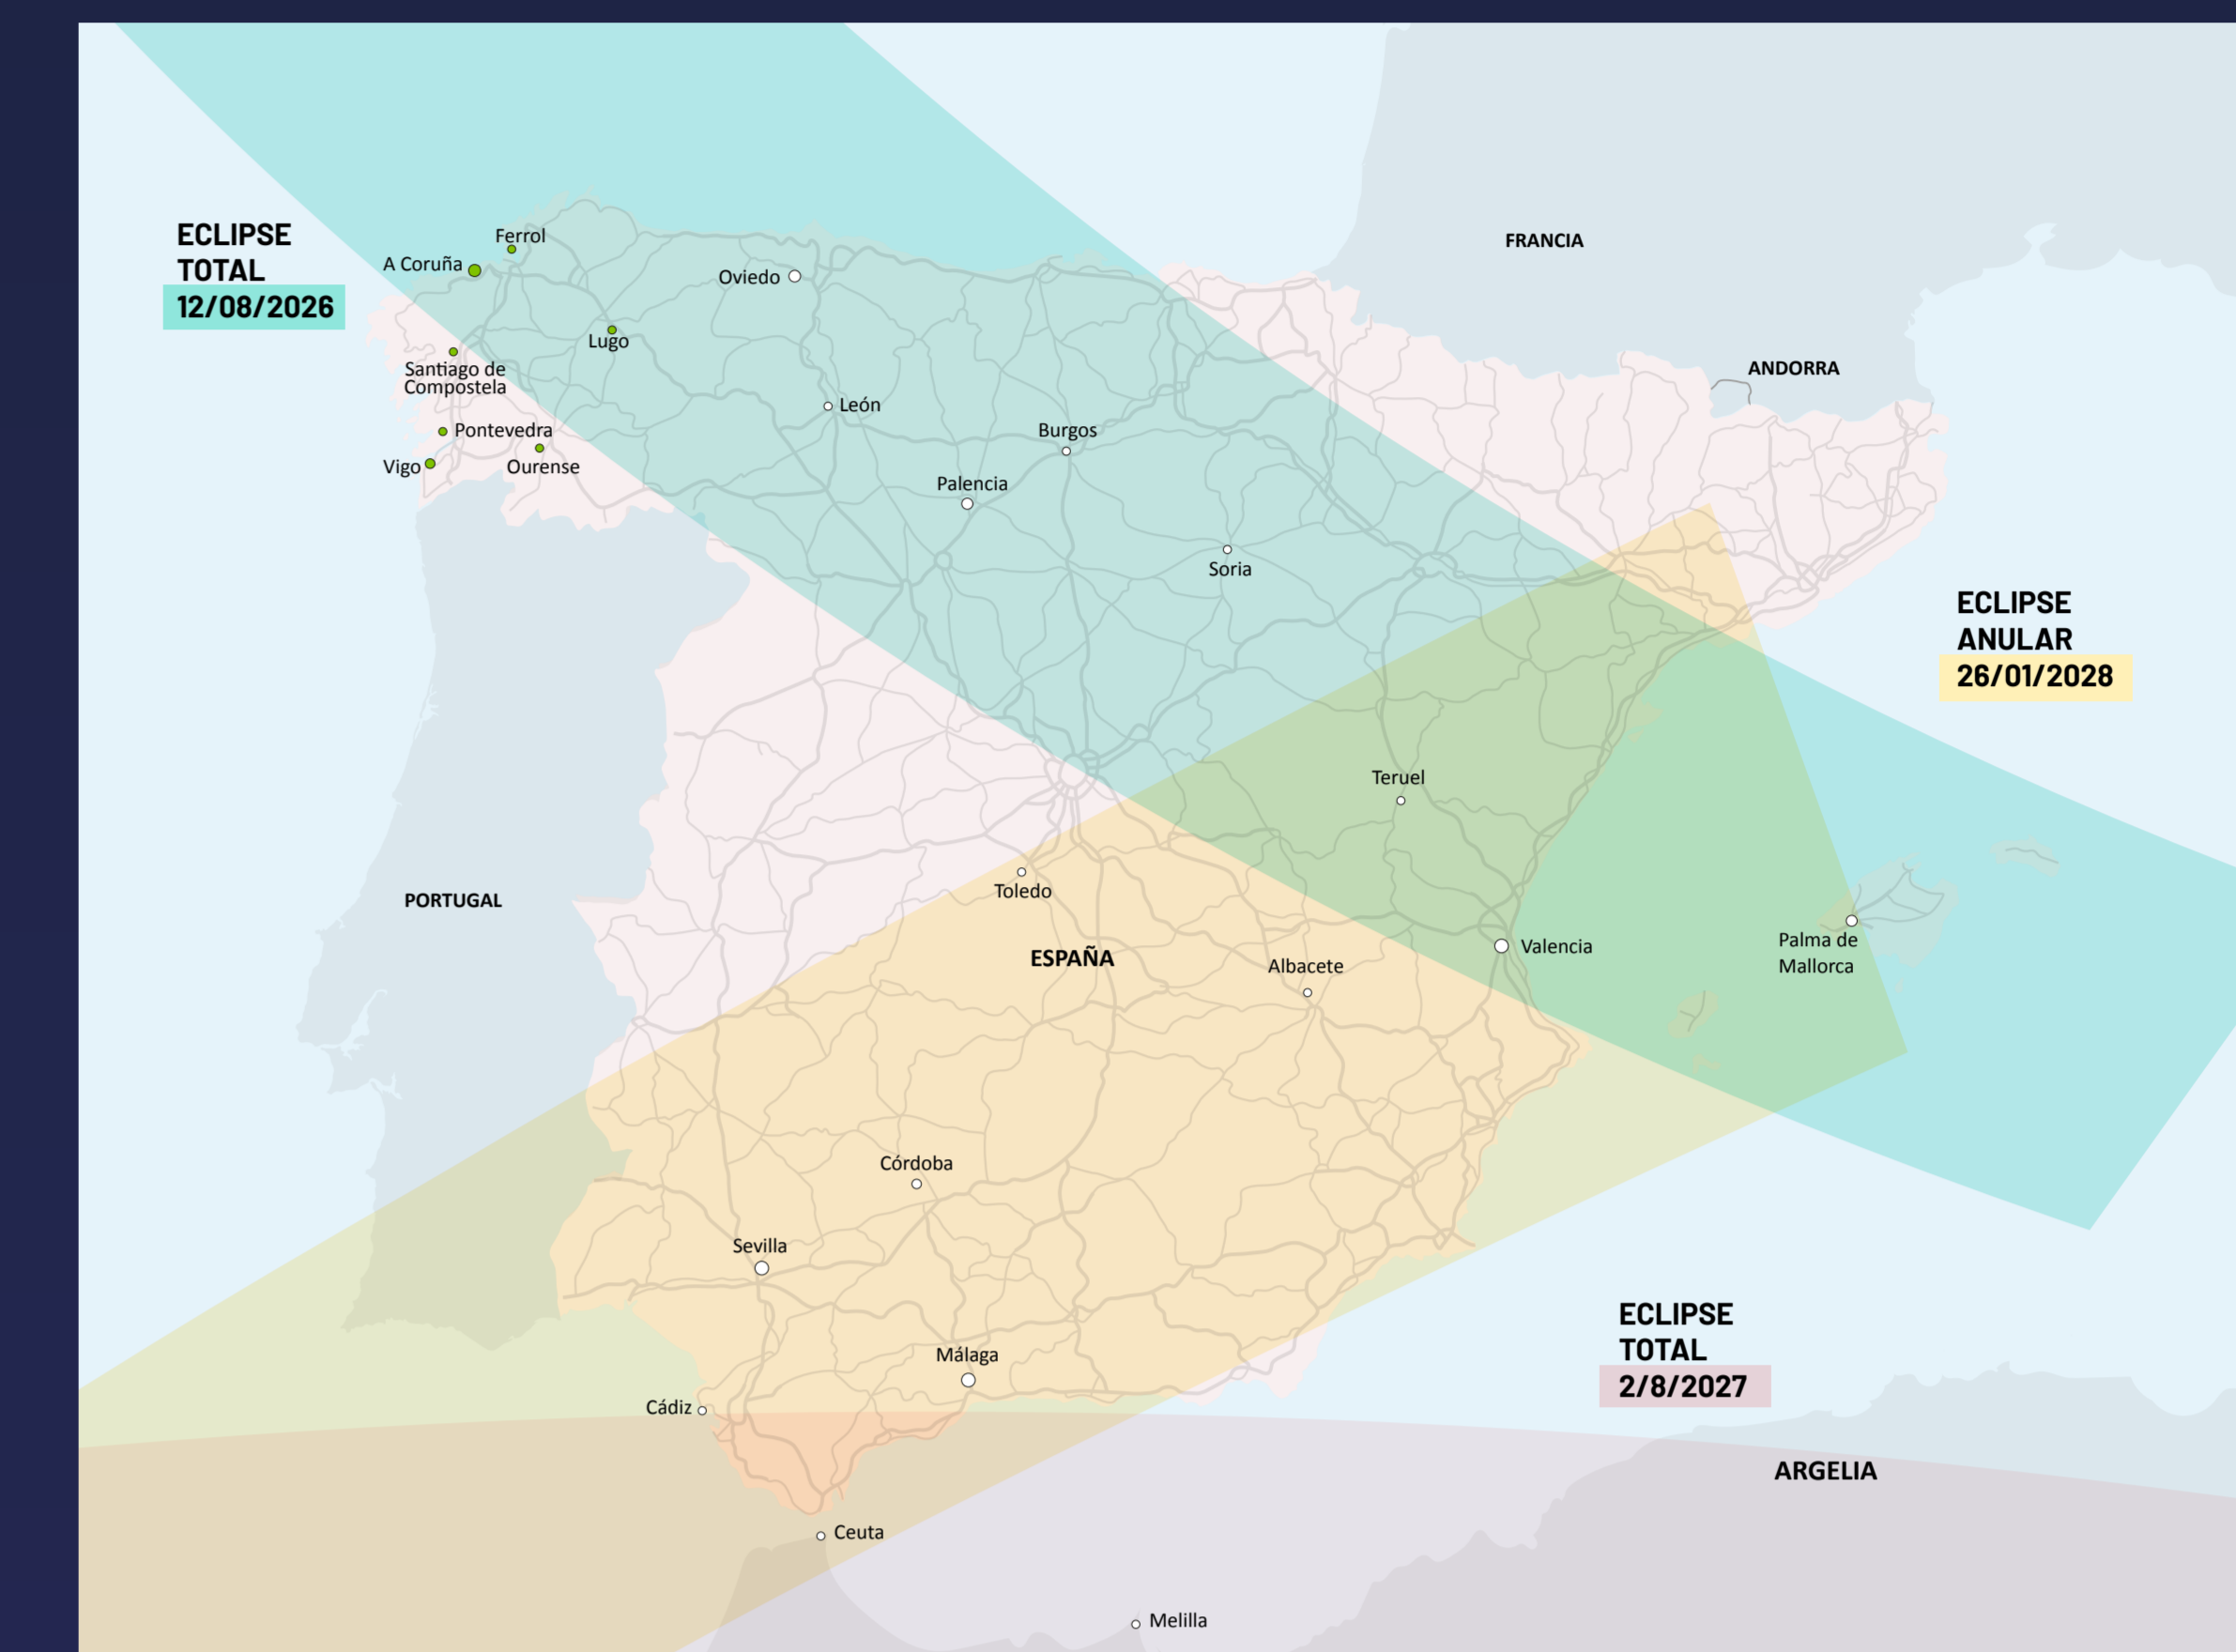 ECLIPSE
TOTAL
12/08/2026
Ferrol
A Coruña
Oviedo
Lugo
Santiago de
Compostela
León
Pontevedra
Burgos
Vigo
Ourense
Palencia
Soria
FRANCIA
ANDORRA
ECLIPSE
ANULAR
26/01/2028
Teruel
Toledo
PORTUGAL
ESPAÑA
Valencia
Albacete
Palma de
Mallorca
Córdoba
Sevilla
Málaga
Cádiz
ECLIPSE
TOTAL
2/8/2027
ARGELIA
Ceuta
Melilla